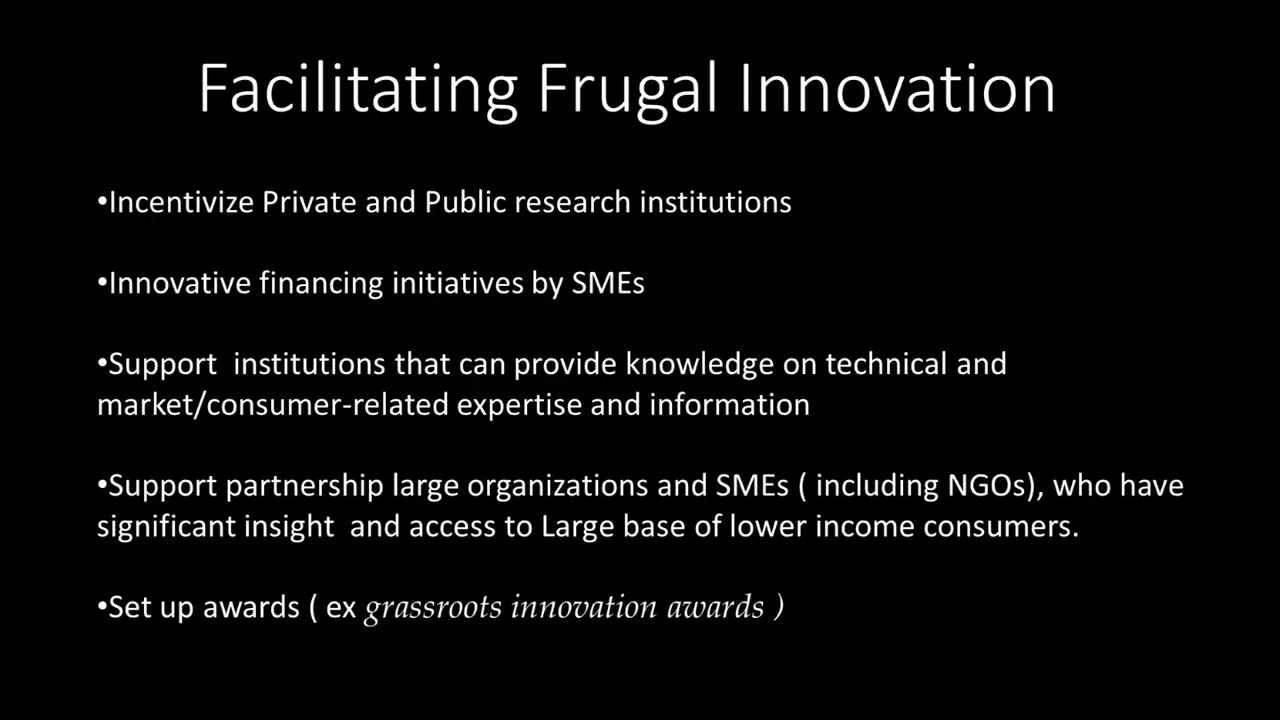 Facilitating Frugal Innovation
•Incentivize Private and Public research institutions
•Innovative financing initiatives by SMEs
•Support  institutions that can provide knowledge on technical and
market/consumer-related expertise and information
•Support partnership large organizations and SMEs ( including NGOs), who have
significant insight  and access to Large base of lower income consumers.
•Set up awards ( ex grassroots innovation awards )